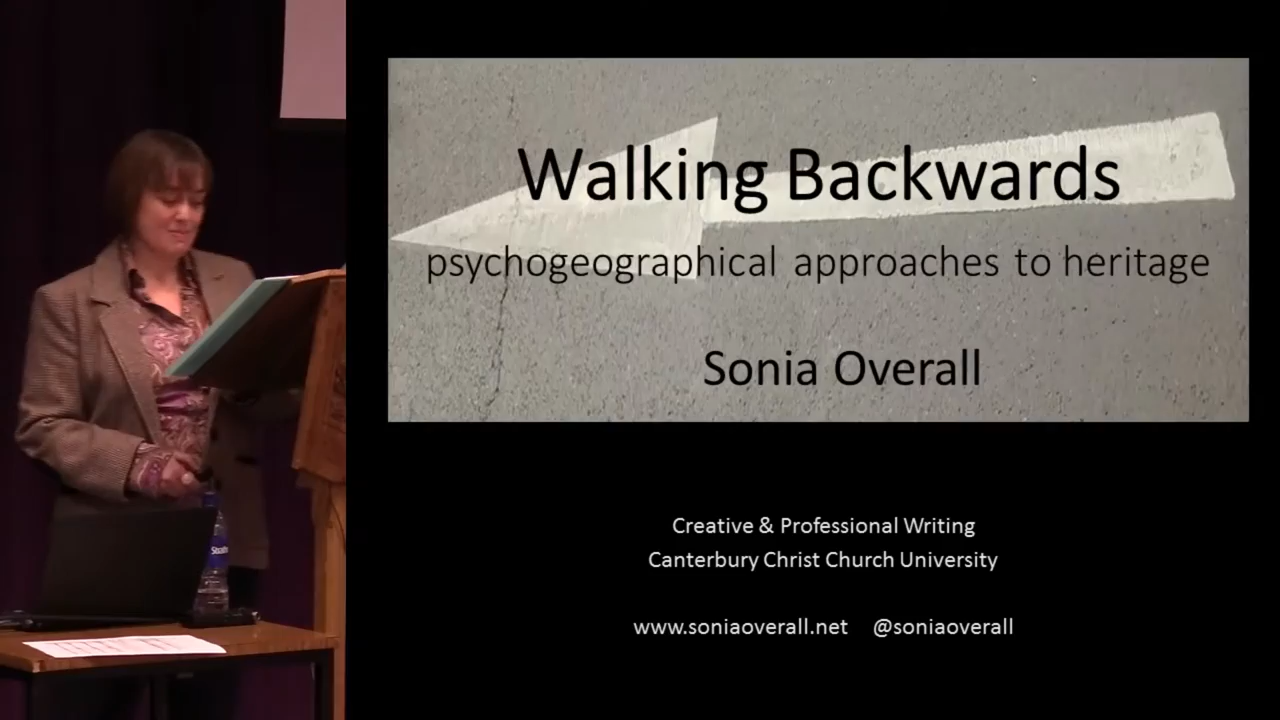 Walking Backwards
psychogeographical approaches to heritage
Sonia Overall
Creative & Professional Writing
Canterbury Christ Church University
www.soniaoverall.net @soniaoverall